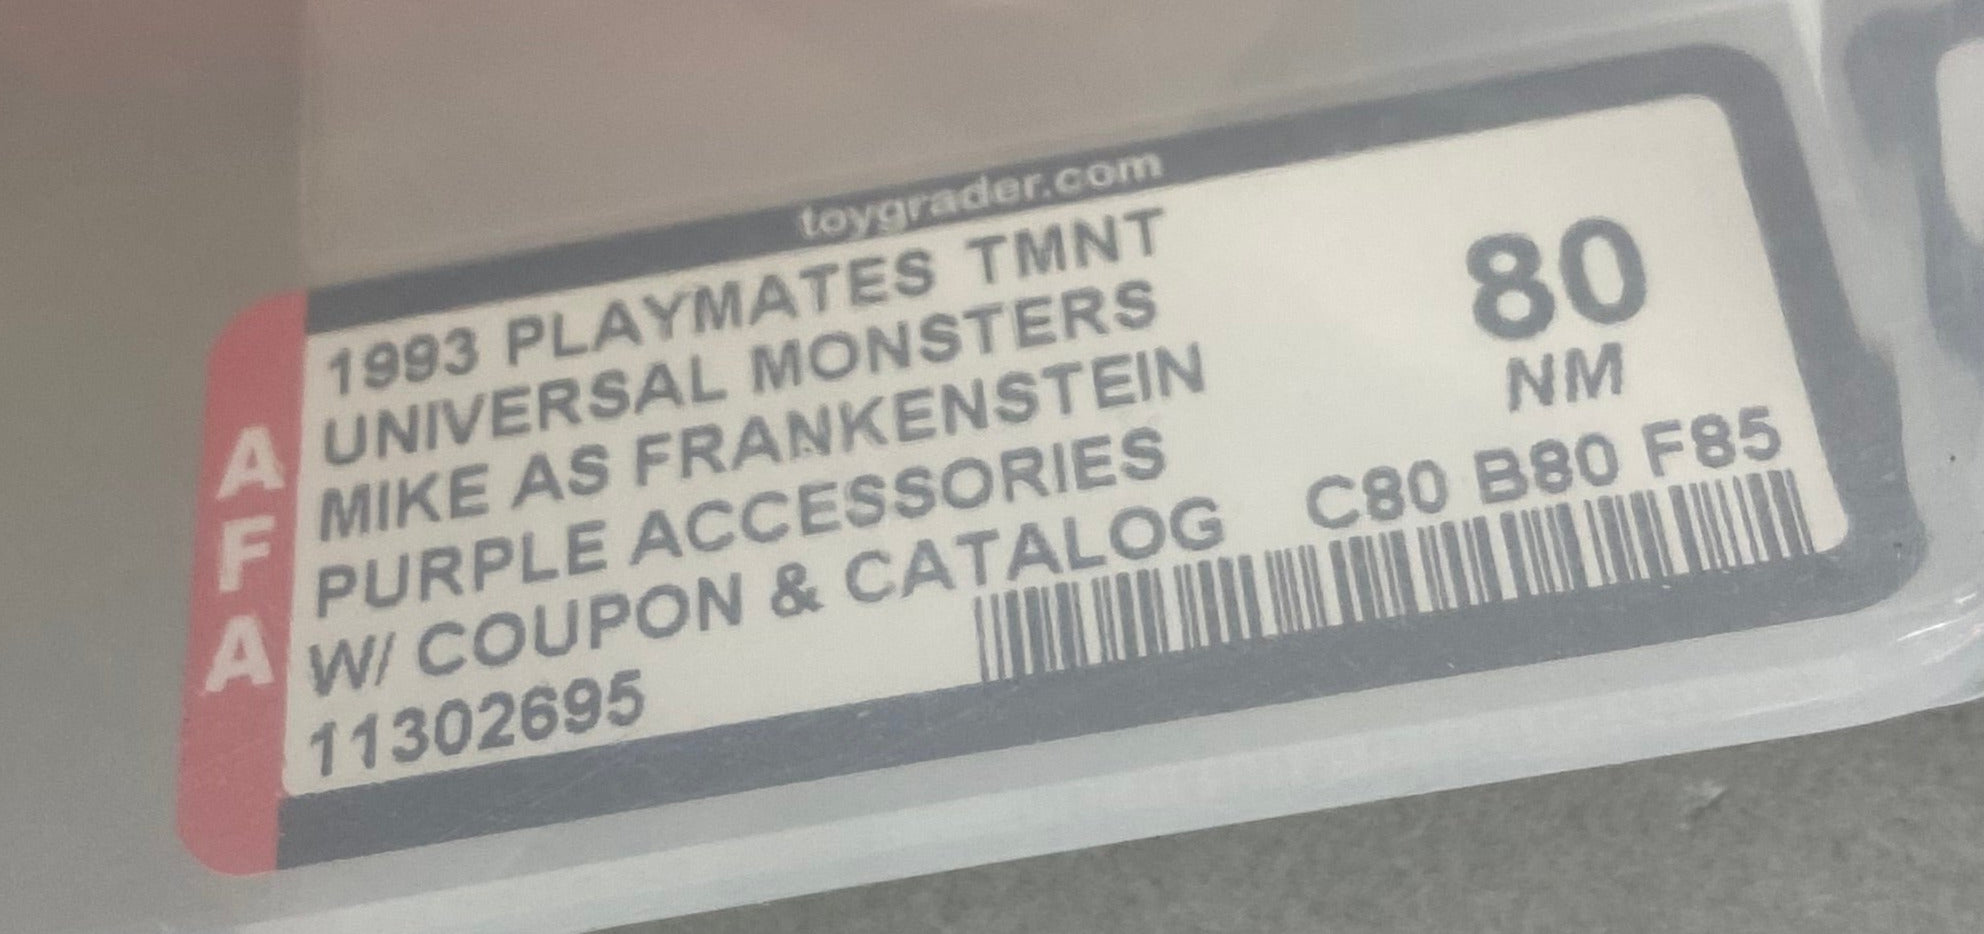 toygrader.com
AFA
1993 PLAYMATES TMNT
UNIVERSAL MONSTERS
MIKE AS FRANKENSTEIN
PURPLE ACCESSORIES
W/ COUPON & CATALOG
11302695
80
NM
C80 B80 F85